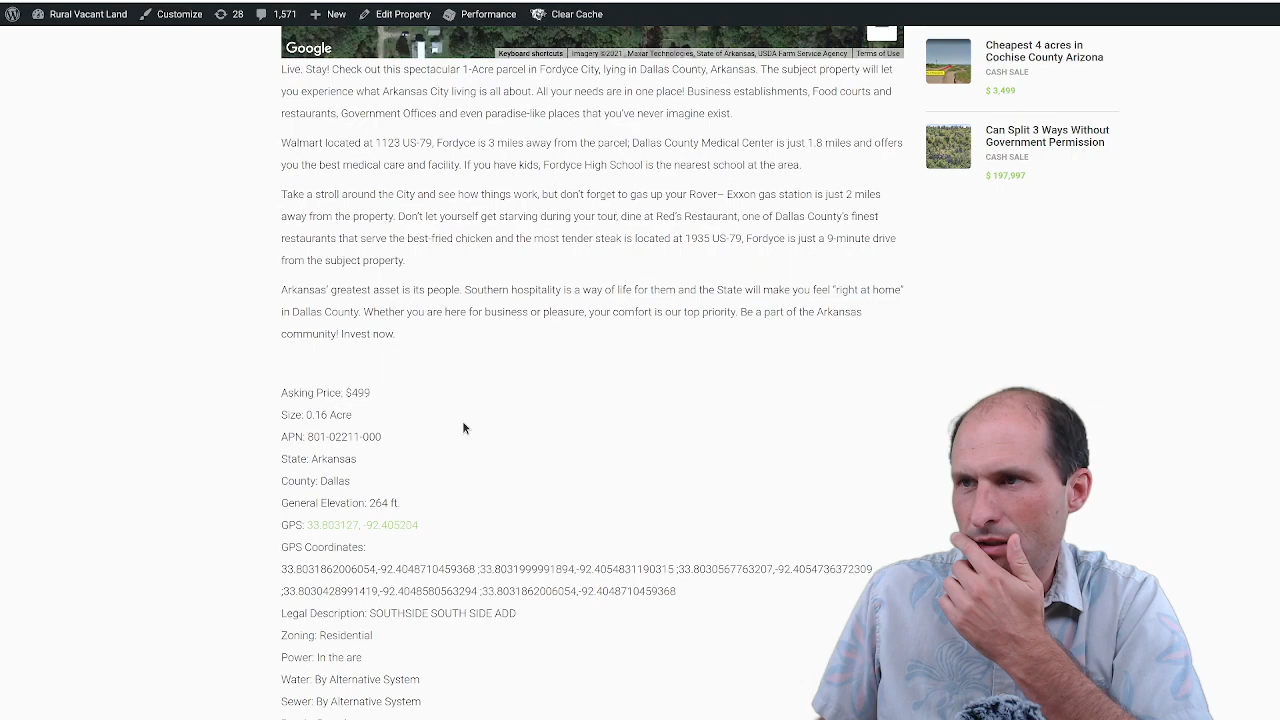 Rural Vacant Land Customize 28 1,571 New Edit Property Performance Clear Cache
Google
Keyboard shortcuts Imagery ©2021 , Maxar Technologies, State of Arkansas, USDA Farm Service Agency Terms of Use
Live, Stay! Check out this spectacular 1-Acre parcel in Fordyce City, lying in Dallas County, Arkansas. The subject property will let
you experience what Arkansas City living is all about. All your needs are in one place! Business establishments, Food courts and
restaurants, Government Offices and even paradise-like places that you've never imagine exist.
Walmart located at 1123 US-79, Fordyce is 3 miles away from the parcel; Dallas County Medical Center is just 1.8 miles and offers
you the best medical care and facility. If you have kids, Fordyce High School is the nearest school at the area.
Take a stroll around the City and see how things work, but don't forget to gas up your Rover– Exxon gas station is just 2 miles
away from the property. Don't let yourself get starving during your tour, dine at Red's Restaurant, one of Dallas County's finest
restaurants that serve the best-fried chicken and the most tender steak is located at 1935 US-79, Fordyce is just a 9-minute drive
from the subject property.
Arkansas' greatest asset is its people. Southern hospitality is a way of life for them and the State will make you feel “right at home”
in Dallas County. Whether you are here for business or pleasure, your comfort is our top priority. Be a part of the Arkansas
community! Invest now.
Asking Price: $499
Size: 0.16 Acre
APN: 801-02211-000
State: Arkansas
County: Dallas
General Elevation: 264 ft.
GPS: 33.803127, -92.405204
GPS Coordinates:
33.8031862006054,-92.4048710459368 ;33.8031999991894,-92.4054831190315 ;33.8030567763207,-92.4054736372309
;33.8030428991419,-92.4048580563294 ;33.8031862006054,-92.4048710459368
Legal Description: SOUTHSIDE SOUTH SIDE ADD
Zoning: Residential
Power: In the are
Water: By Alternative System
Sewer: By Alternative System
Cheapest 4 acres in
Cochise County Arizona
CASH SALE
$ 3,499
Can Split 3 Ways Without
Government Permission
CASH SALE
$ 197,997